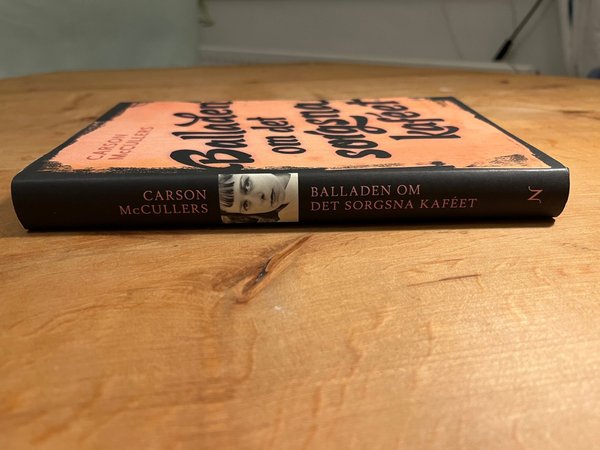 CARSON
McCULLERS
Balladen
om det
sorgsna
kaféet
CARSON
McCULLERS
BALLADEN OM
DET SORGSNA KAFÉET
N